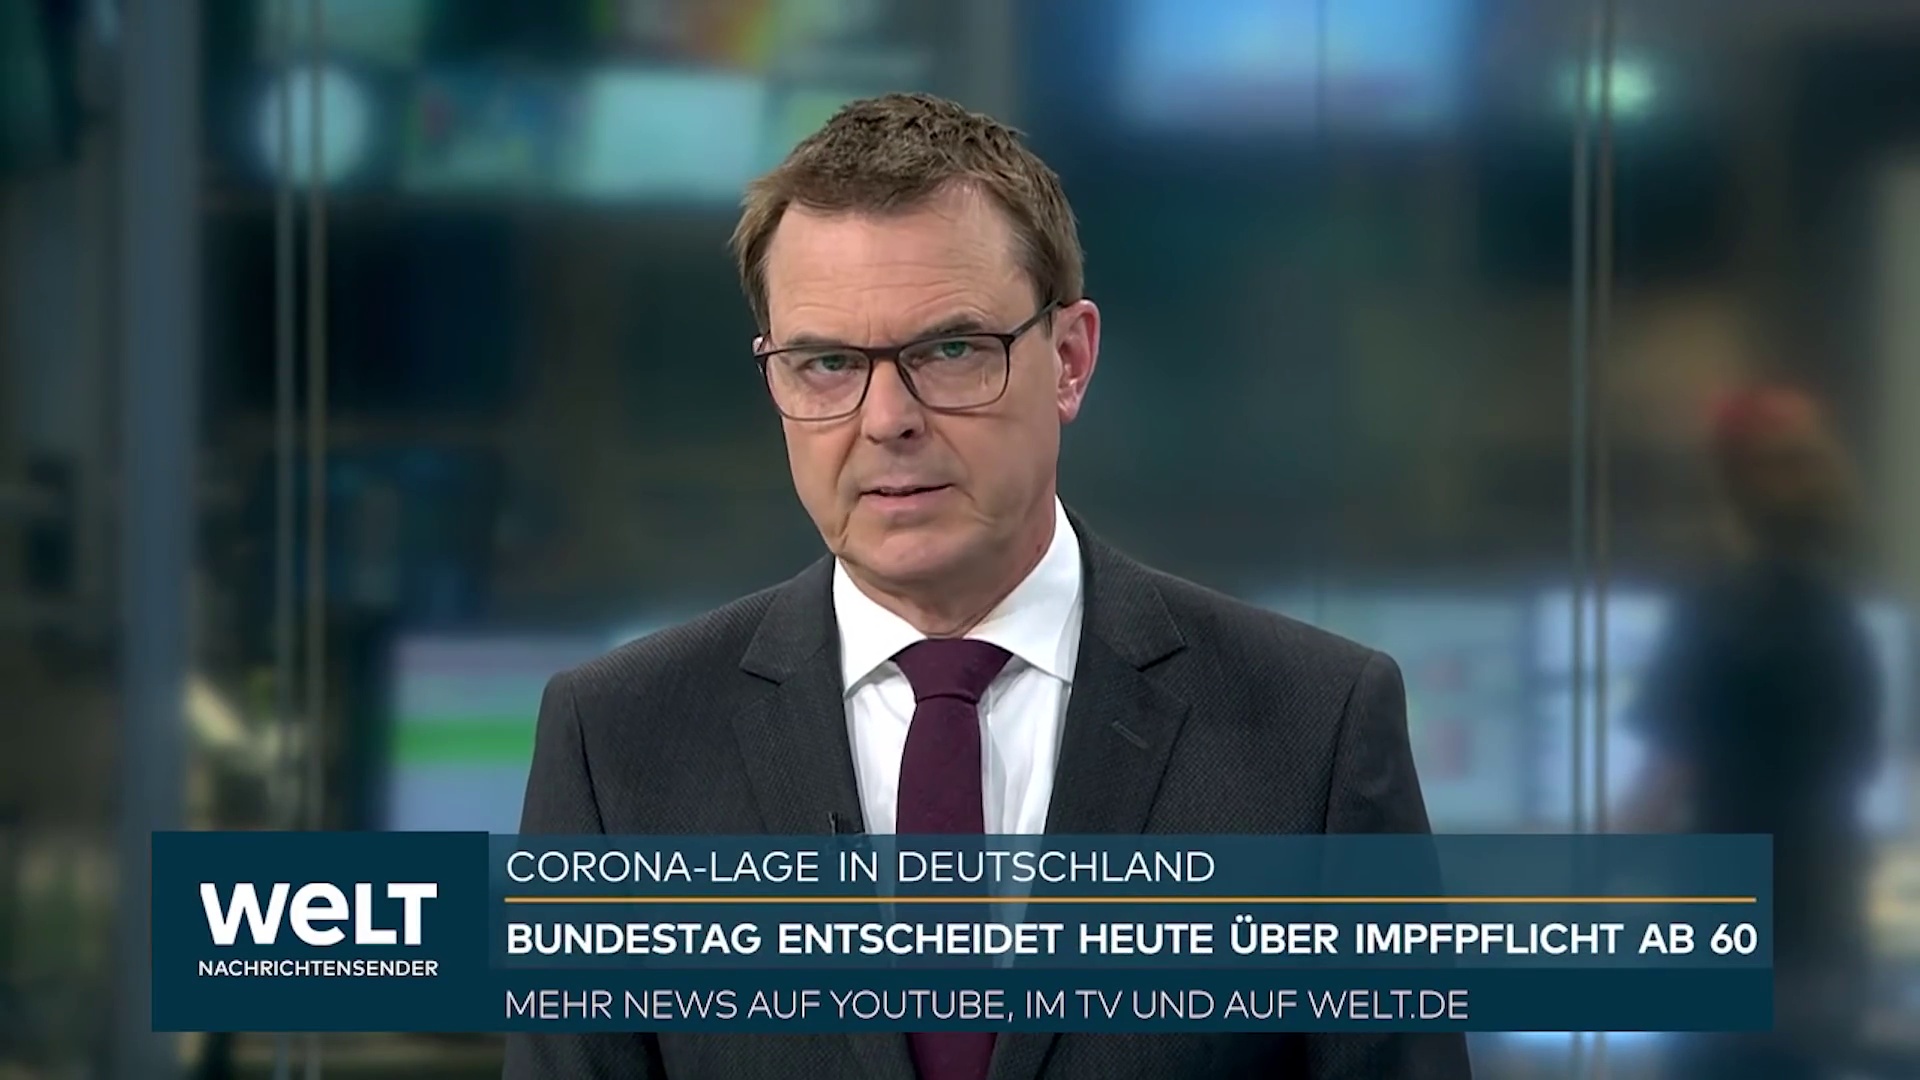 WELT
NACHRICHTENSENDER
CORONA-LAGE IN DEUTSCHLAND
BUNDESTAG ENTSCHEIDET HEUTE ÜBER IMPFPFLICHT AB 60
MEHR NEWS AUF YOUTUBE, IM TV UND AUF WELT.DE